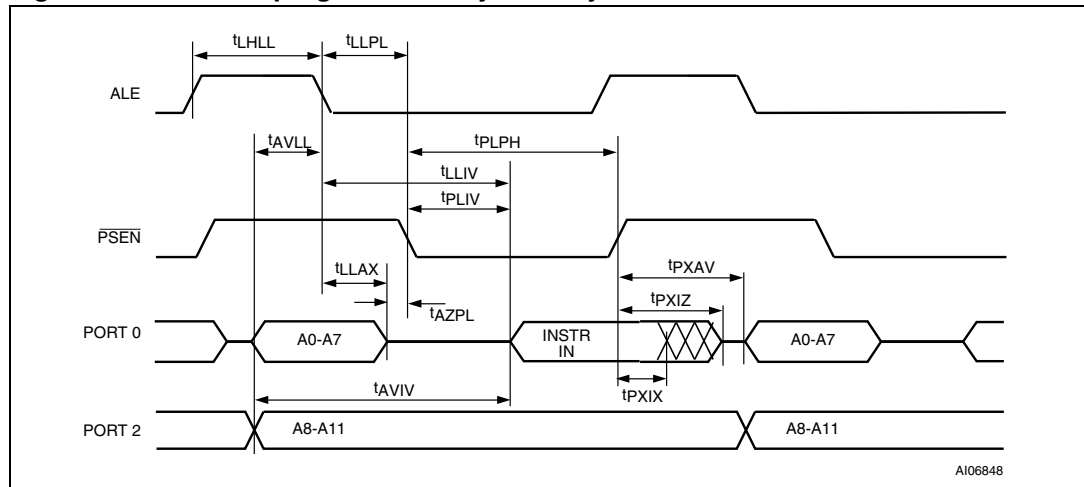 tLHLL tLLPL
ALE
tAVLL tPLPH
tLLIV
tPLIV
PSEN
tLLAX tPXAV
tAZPL tPXIZ
PORT 0 A0-A7 INSTR IN A0-A7
tAVIV tPXIX
PORT 2 A8-A11 A8-A11
AI06848